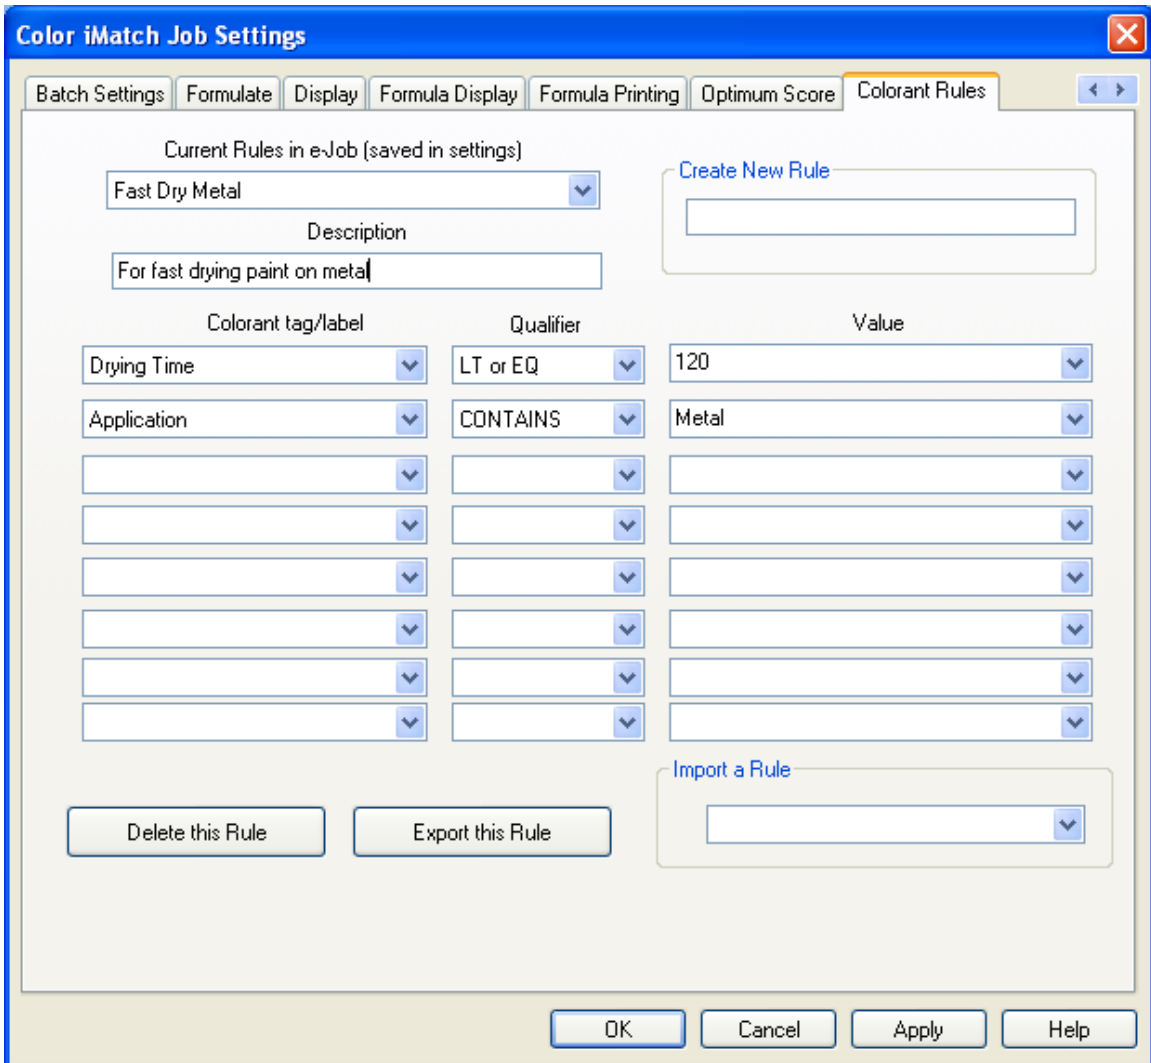 Color iMatch Job Settings
Batch Settings Formulate Display Formula Display Formula Printing Optimum Score Colorant Rules
Current Rules in e-Job (saved in settings)
Fast Dry Metal
Create New Rule
Description
For fast drying paint on metal
Colorant tag/label Qualifier Value
Drying Time LT or EQ 120
Application CONTAINS Metal
Import a Rule
Delete this Rule Export this Rule
OK Cancel Apply Help